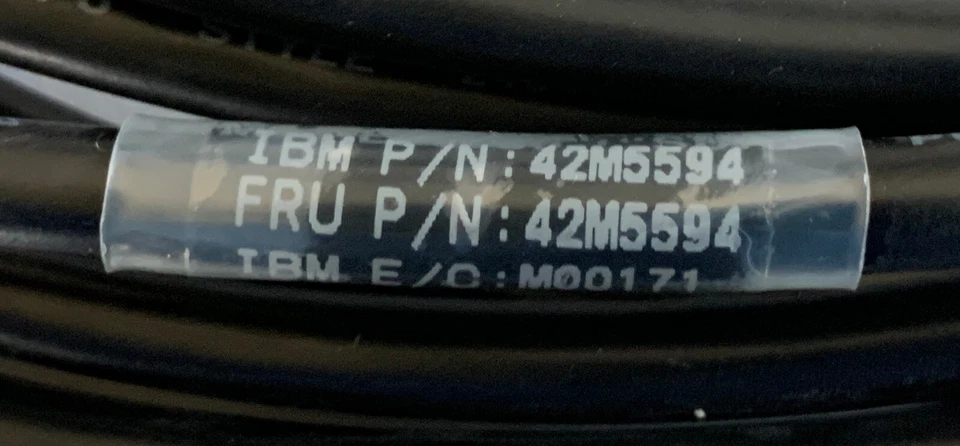 IBM P/N: 42M5594
FRU P/N: 42M5594
IBM E/C: M00171